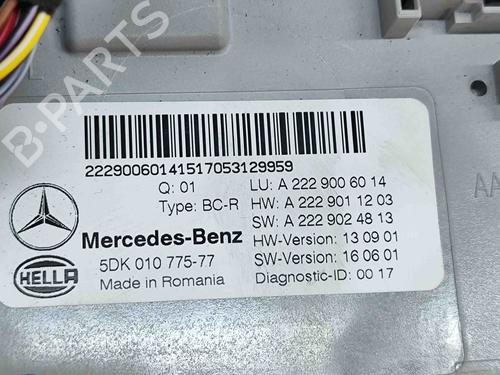 B-PARTS
22290060141517053129959
Q: 01
LU: A 222 900 60 14
Type: BC-R
HW: A 222 901 12 03
SW: A 222 902 48 13
Mercedes-Benz
HW-Version: 13 09 01
5DK 010 775-77
SW-Version: 16 06 01
HELLA
Made in Romania
Diagnostic-ID: 00 17